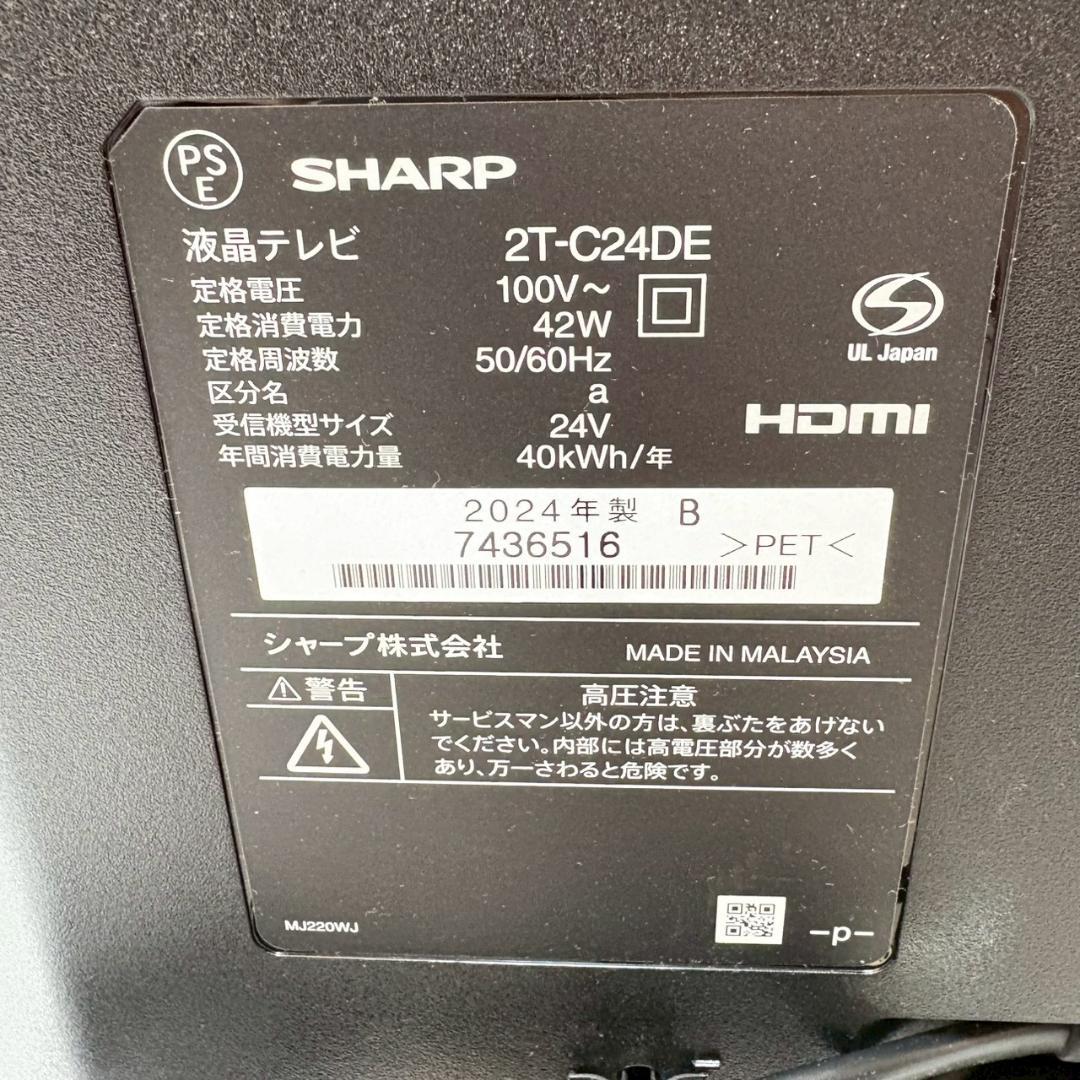 PSE SHARP
液晶テレビ 2T-C24DE
定格電圧 100V~
定格消費電力 42W
定格周波数 50/60Hz
区分名 a
受信機型サイズ 24V
年間消費電力量 40kWh/年
UL Japan
HDMI
2024年製 B
7436516 >PET<
シャープ株式会社 MADE IN MALAYSIA
⚠警告
高圧注意
サービスマン以外の方は、裏ぶたをあけない
でください。内部には高電圧部分が数多く
あり、万一さわると危険です。
MJ220WJ
-p-